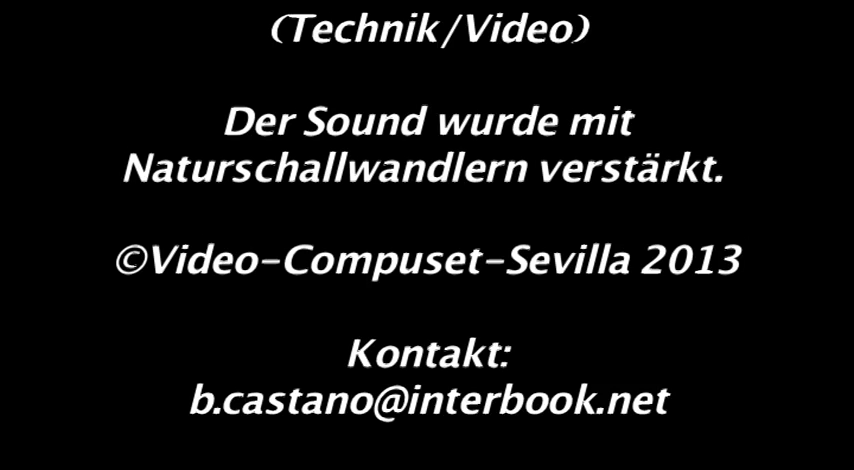 (Technik/Video)
Der Sound wurde mit
Naturschallwandlern verstärkt.
©Video-Compuset-Sevilla 2013
Kontakt:
b.castano@interbook.net